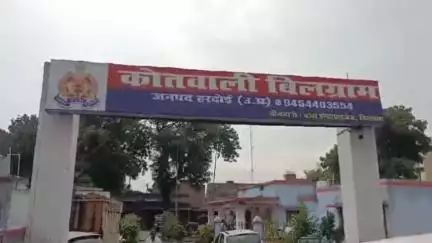 कोतवाली बिलग्राम
जनपद हरदोई (उ.प्र) 9454403554